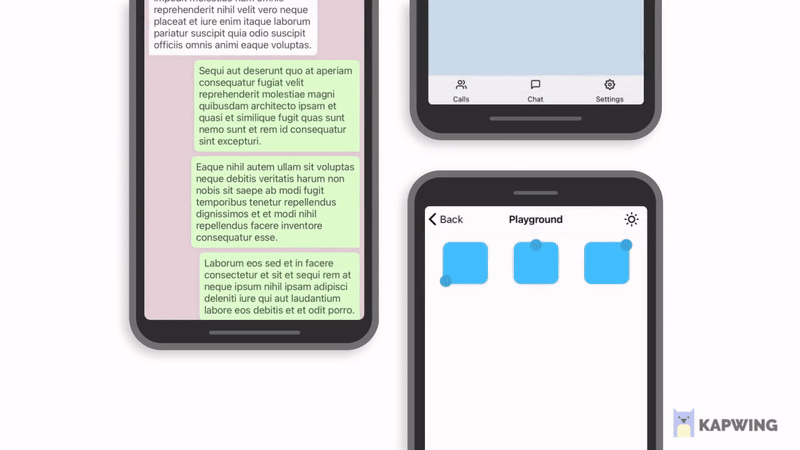 impedit molestias nam omnis
reprehenderit nihil velit vero neque
placeat et iure enim itaque laborum
pariatur suscipit quia odio suscipit
officiis omnis animi eaque voluptas.
Sequi aut deserunt quo at aperiam
consequatur fugiat velit
reprehenderit molestiae magni
quibusdam architecto ipsam et
quasi et similique fugit quas sunt
nemo sunt et rem id consequatur
sint excepturi.
Eaque nihil autem ullam sit voluptas
neque debitis veritatis harum non
nobis sit saepe ab modi fugit
temporibus tenetur repellendus
dignissimos et et modi nihil
repellendus facere inventore
consequatur esse.
Laborum eos sed et in facere
consectetur et sit et sequi rem at
neque ipsum nihil ipsam adipisci
deleniti iure qui aut laudantium
labore eos debitis et et odit porro.
Calls
Chat
Settings
Back
Playground
KAPWING